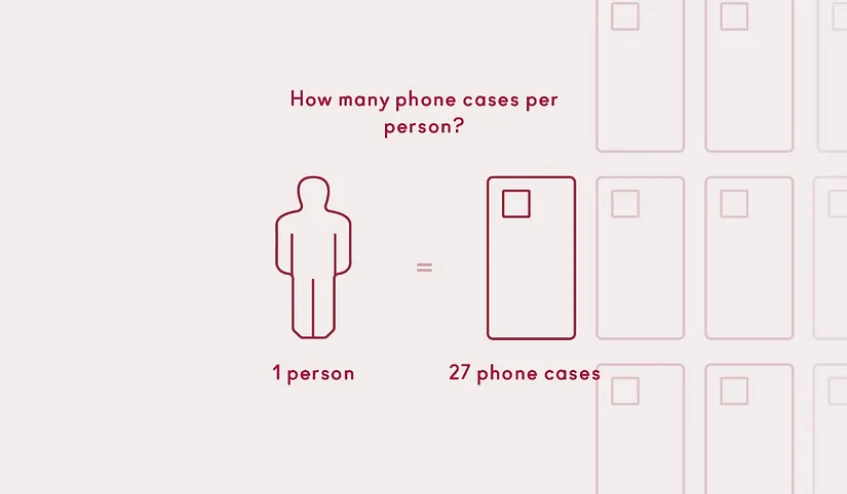 How many phone cases per
person?
=
1 person
27 phone cases